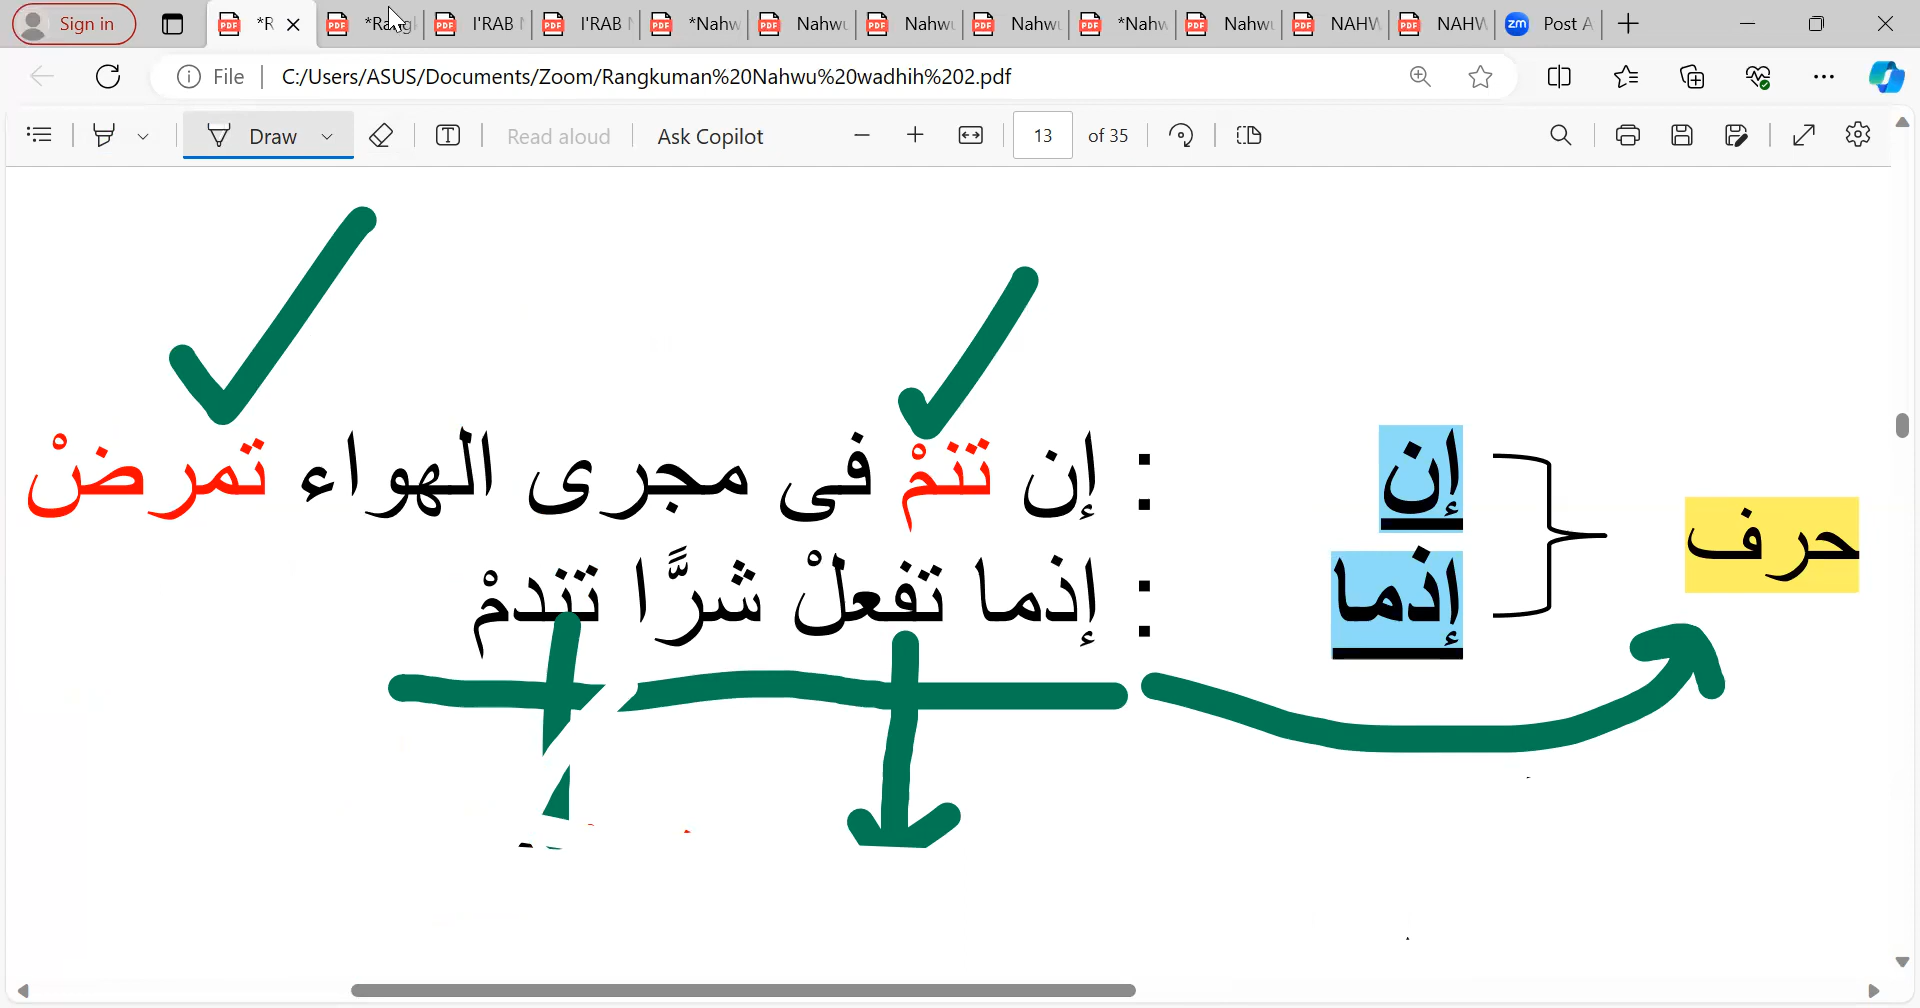 Sign in
*R
*Rangk
I'RAB
I'RAB
*Nahw
Nahwu
Nahwu
Nahwu
*Nahw
Nahwu
NAHW
NAHW
Post A
File
C:/Users/ASUS/Documents/Zoom/Rangkuman%20Nahwu%20wadhih%202.pdf
Draw
Read aloud
Ask Copilot
13 of 35
إن : إن تنمْ فى مجرى الهواء تمرضْ
حرف
إذما : إذما تفعلْ شرًّا تندمْ